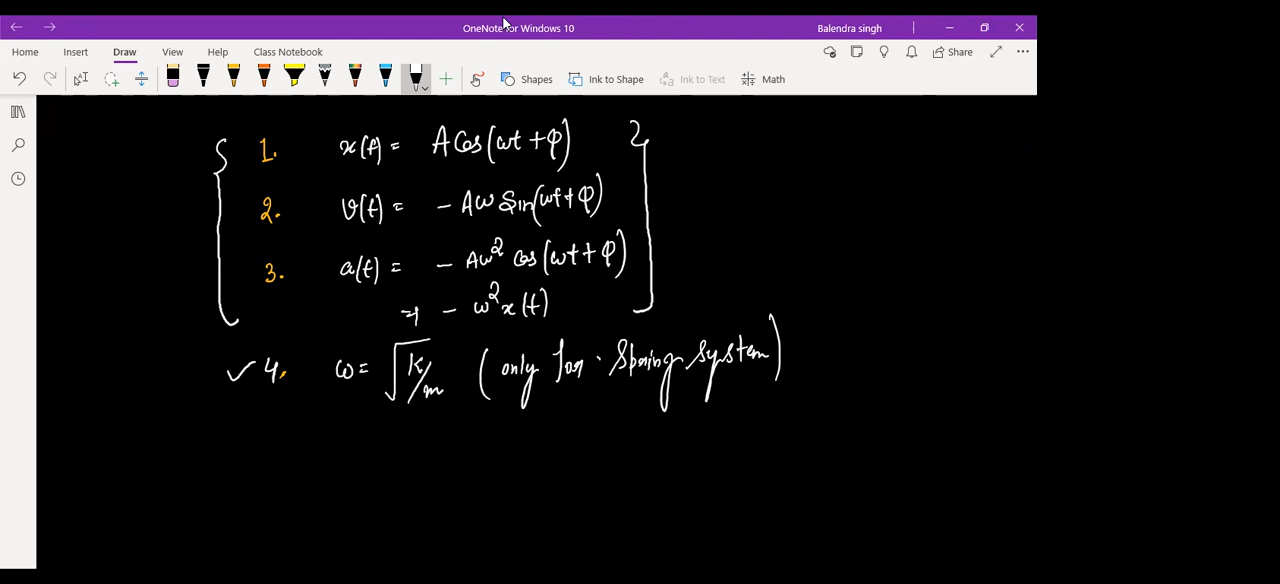 OneNote for Windows 10
Balendra singh
Home Insert Draw View Help Class Notebook Share
Shapes Ink to Shape Ink to Text Math
1. x(t) = A Cos(ωt + φ)
2. v(t) = - Aω Sin(ωt + φ)
3. a(t) = - Aω² Cos(ωt + φ)
= - ω² x(t)
✓ 4. ω = √K/m (only for spring system)